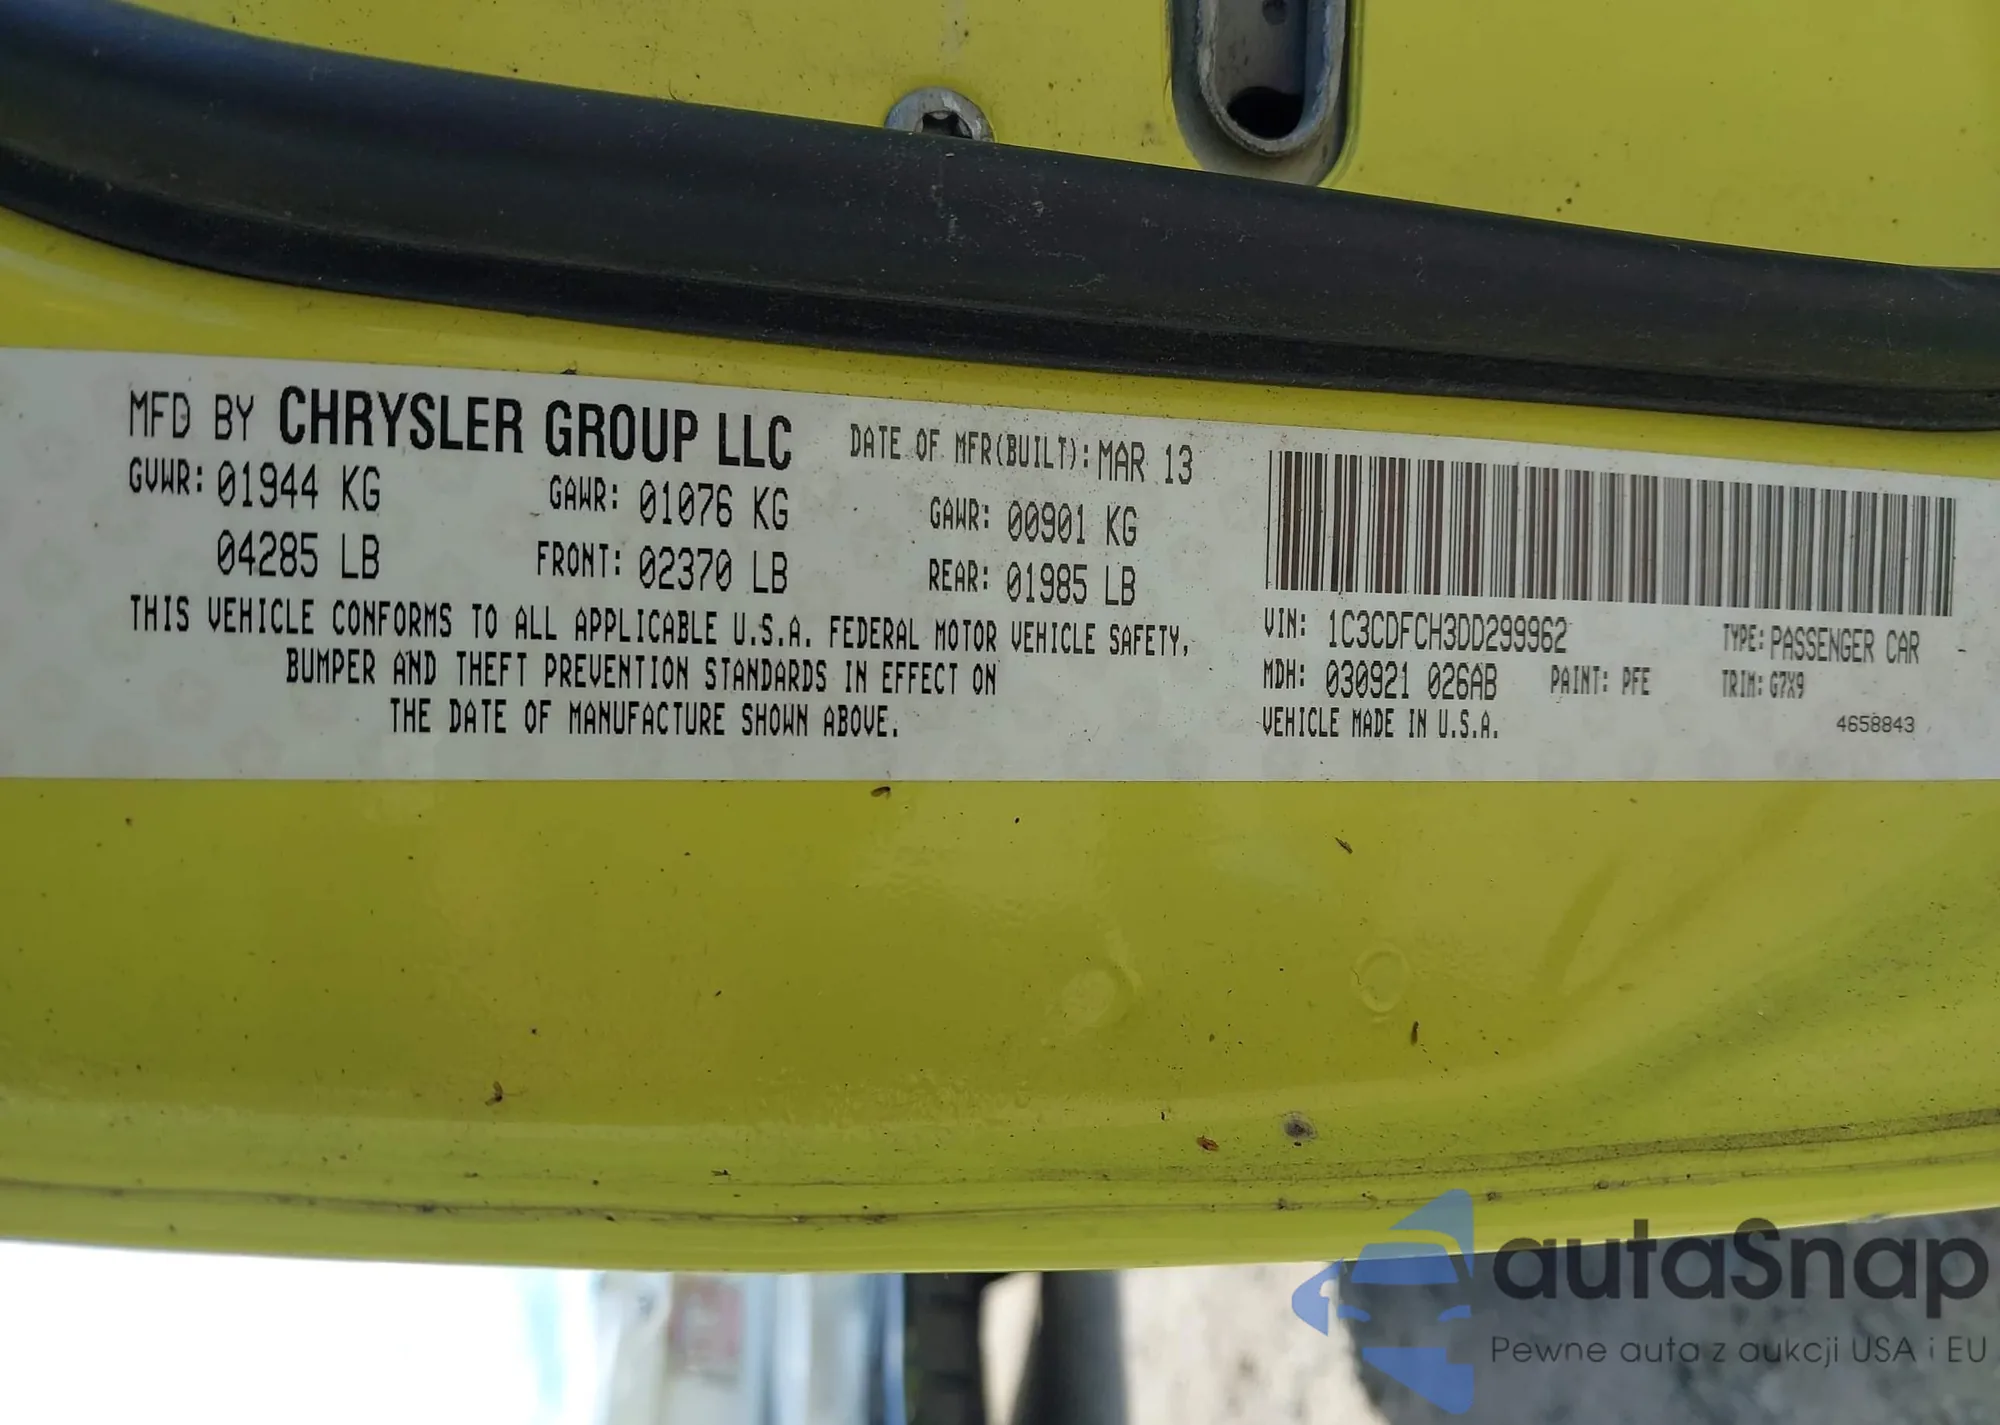 MFD BY CHRYSLER GROUP LLC DATE OF MFR(BUILT): MAR 13
GVWR: 01944 KG GAWR: 01076 KG GAWR: 00901 KG
04285 LB FRONT: 02370 LB REAR: 01985 LB
THIS VEHICLE CONFORMS TO ALL APPLICABLE U.S.A. FEDERAL MOTOR VEHICLE SAFETY,
BUMPER AND THEFT PREVENTION STANDARDS IN EFFECT ON
THE DATE OF MANUFACTURE SHOWN ABOVE.
VIN: 1C3CDFCH3DD299962 TYPE: PASSENGER CAR
MDH: 030921 026AB PAINT: PFE TRIM: G7X9
VEHICLE MADE IN U.S.A. 4658843
autaSnap
Pewne auta z aukcji USA i EU